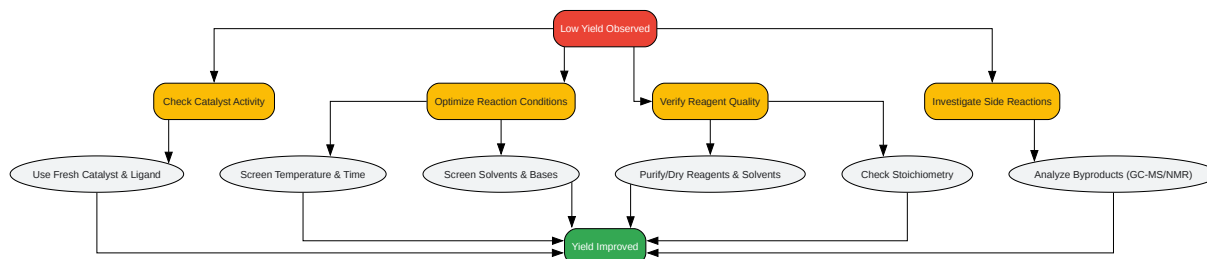 Low Yield Observed
Check Catalyst Activity
Optimize Reaction Conditions
Verify Reagent Quality
Investigate Side Reactions
Use Fresh Catalyst & Ligand
Screen Temperature & Time
Screen Solvents & Bases
Purify/Dry Reagents & Solvents
Check Stoichiometry
Analyze Byproducts (GC-MS/NMR)
Yield Improved